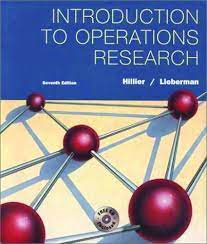 INTRODUCTION
TO OPERATIONS
RESEARCH
Seventh Edition
Hillier / Lieberman